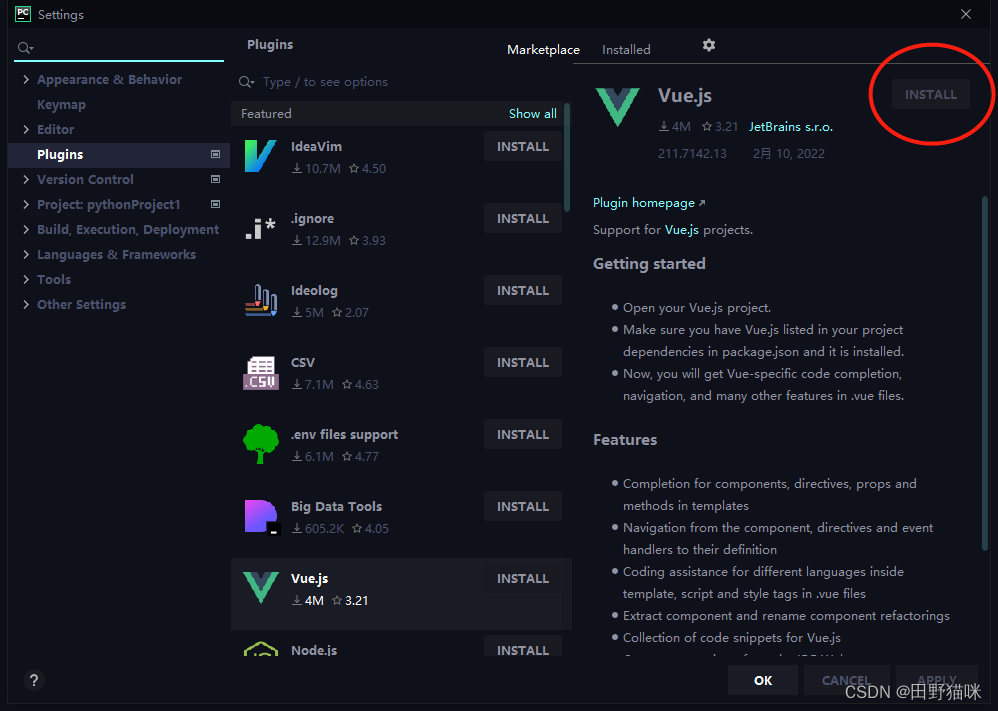 PC
Settings
Plugins
Marketplace
Installed
Type / to see options
Appearance & Behavior
Keymap
Editor
Plugins
Version Control
Project: pythonProject1
Build, Execution, Deployment
Languages & Frameworks
Tools
Other Settings
Featured
Show all
IdeaVim
10.7M 4.50
INSTALL
.ignore
12.9M 3.93
INSTALL
Ideolog
5M 2.07
INSTALL
CSV
7.1M 4.63
INSTALL
.env files support
6.1M 4.77
INSTALL
Big Data Tools
605.2K 4.05
INSTALL
Vue.js
4M 3.21
INSTALL
Node.js
INSTALL
.i*
.CSV
Vue.js
INSTALL
4M 3.21 JetBrains s.r.o.
211.7142.13 2月 10, 2022
Plugin homepage ↗
Support for Vue.js projects.
Getting started
Open your Vue.js project.
Make sure you have Vue.js listed in your project
dependencies in package.json and it is installed.
Now, you will get Vue-specific code completion,
navigation, and many other features in .vue files.
Features
Completion for components, directives, props and
methods in templates
Navigation from the component, directives and event
handlers to their definition
Coding assistance for different languages inside
template, script and style tags in .vue files
Extract component and rename component refactorings
Collection of code snippets for Vue.js
?
OK
CANCEL
APPLY
CSDN @田野猫咪